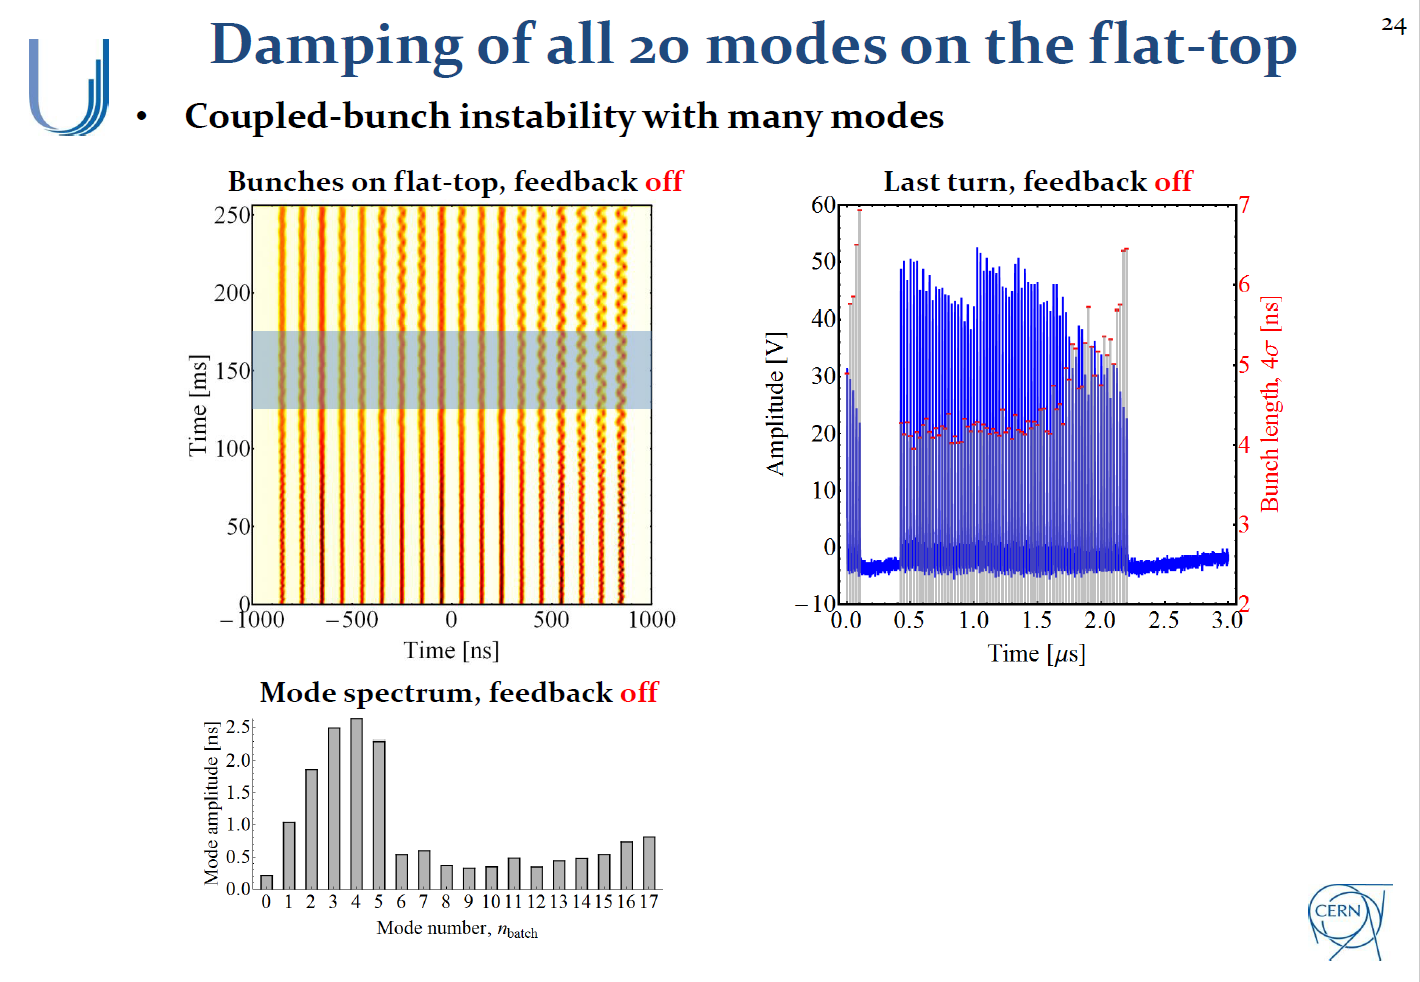 24
Damping of all 20 modes on the flat-top
• Coupled-bunch instability with many modes
Bunches on flat-top, feedback off
250
200
150
100
50
0
Time [ms]
−1000 −500 0 500 1000
Time [ns]
Last turn, feedback off
60
50
40
30
20
10
0
−10
Amplitude [V]
7
6
5
4
3
2
Bunch length, 4σ [ns]
0.0 0.5 1.0 1.5 2.0 2.5 3.0
Time [μs]
Mode spectrum, feedback off
2.5
2.0
1.5
1.0
0.5
0.0
Mode amplitude [ns]
0 1 2 3 4 5 6 7 8 9 10 11 12 13 14 15 16 17
Mode number, nbatch
CERN